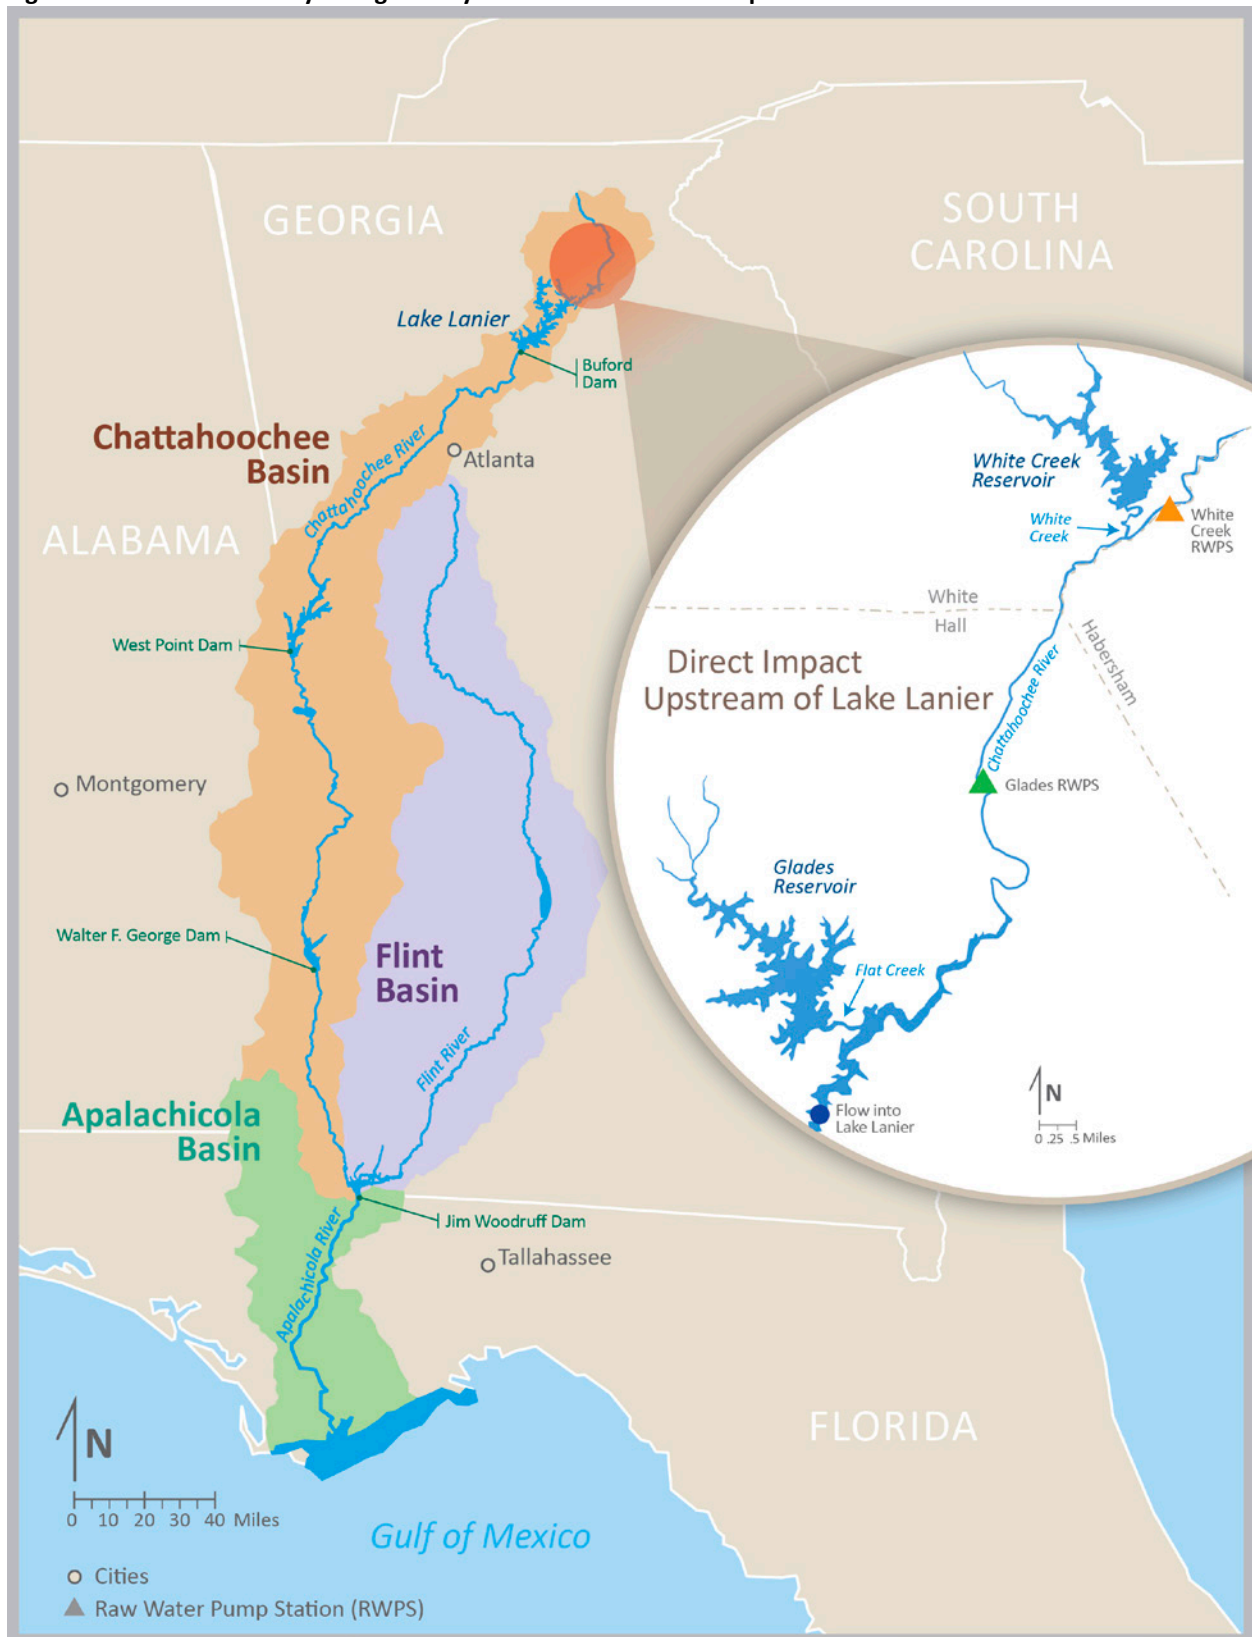 GEORGIA
SOUTH
CAROLINA
Lake Lanier
Buford
Dam
Chattahoochee
Basin
Chattahoochee River
Atlanta
ALABAMA
White Creek
Reservoir
White
Creek
White
Creek
RWPS
White
Hall
Habersham
West Point Dam
Direct Impact
Upstream of Lake Lanier
Chattahoochee River
Montgomery
Glades RWPS
Glades
Reservoir
Walter F. George Dam
Flint
Basin
Flat Creek
Flint River
Apalachicola
Basin
Flow into
Lake Lanier
N
0 .25 .5 Miles
Jim Woodruff Dam
Apalachicola River
Tallahassee
FLORIDA
N
0 10 20 30 40 Miles
Gulf of Mexico
Cities
Raw Water Pump Station (RWPS)